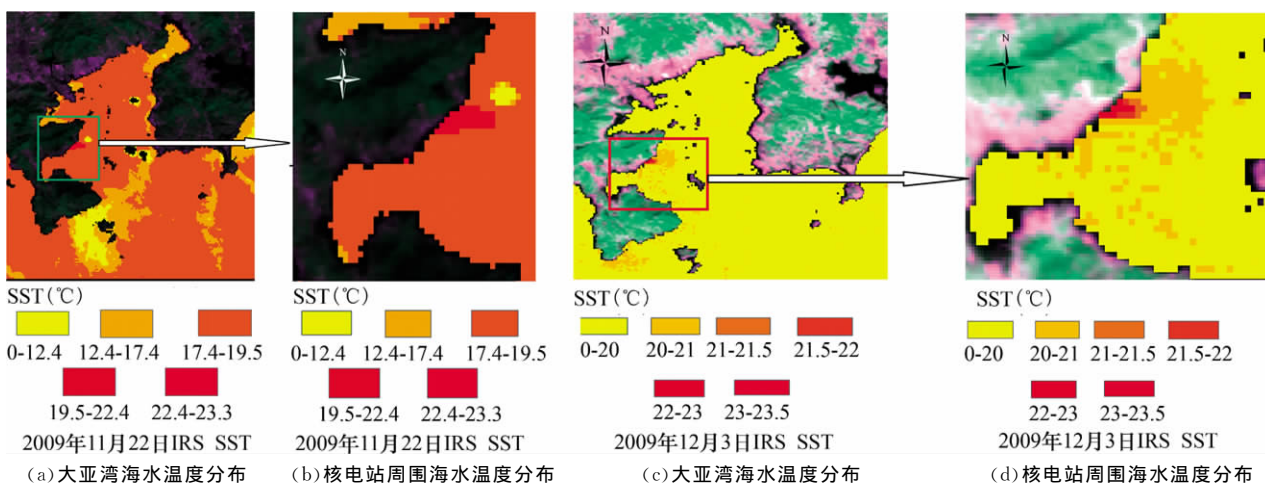 N
N
N
N
SST(℃)
0-12.4 12.4-17.4 17.4-19.5
19.5-22.4 22.4-23.3
2009年11月22日IRS SST
(a)大亚湾海水温度分布
SST(℃)
0-12.4 12.4-17.4 17.4-19.5
19.5-22.4 22.4-23.3
2009年11月22日IRS SST
(b)核电站周围海水温度分布
SST(℃)
0-20 20-21 21-21.5 21.5-22
22-23 23-23.5
2009年12月3日IRS SST
(c)大亚湾海水温度分布
SST(℃)
0-20 20-21 21-21.5 21.5-22
22-23 23-23.5
2009年12月3日IRS SST
(d)核电站周围海水温度分布